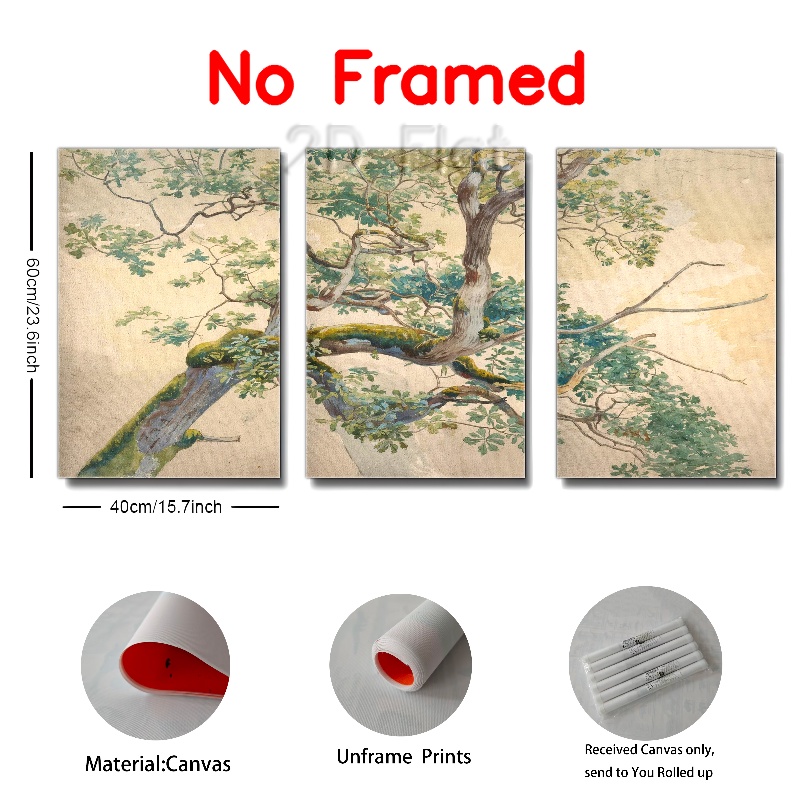 No Framed
2D Flat
60cm/23.6inch
40cm/15.7inch
Material:Canvas
Unframe Prints
Received Canvas only,
send to You Rolled up